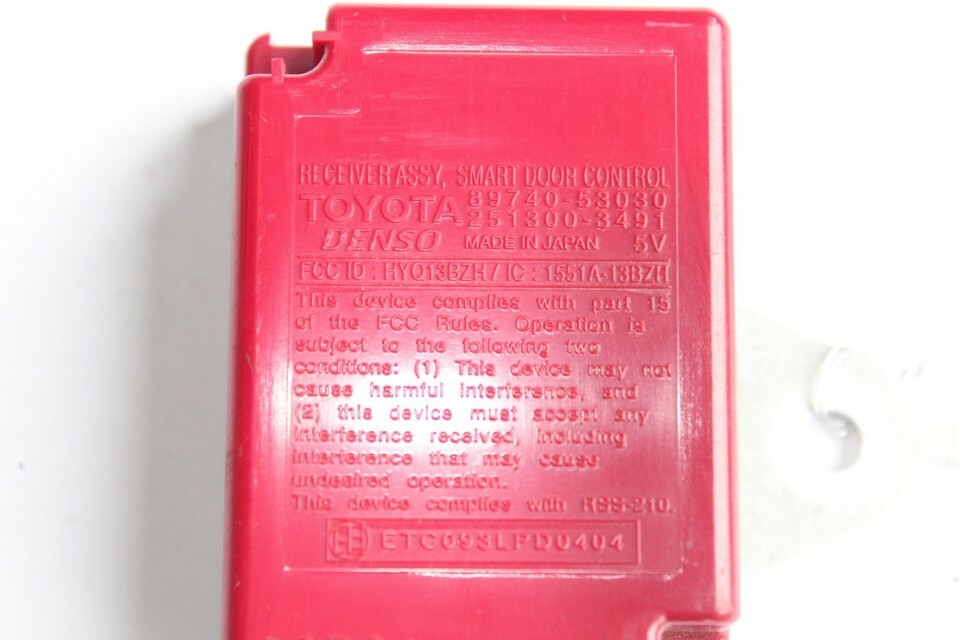 RECEIVER ASSY, SMART DOOR CONTROL
TOYOTA 89740-53030
251300-3491
DENSO MADE IN JAPAN 5V
FCC ID : HYQ13BZH / IC : 1551A-13BZH
This device complies with part 15
of the FCC Rules. Operation is
subject to the following two
conditions: (1) This device may not
cause harmful interference, and
(2) this device must accept any
interference received, including
interference that may cause
undesired operation.
This device complies with RSS-210.
ETC093LPD0404